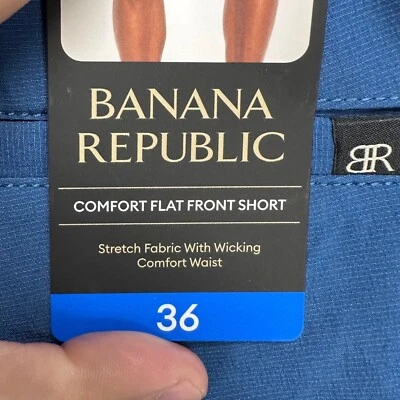 BANANA
REPUBLIC
COMFORT FLAT FRONT SHORT
Stretch Fabric With Wicking
Comfort Waist
36
BR